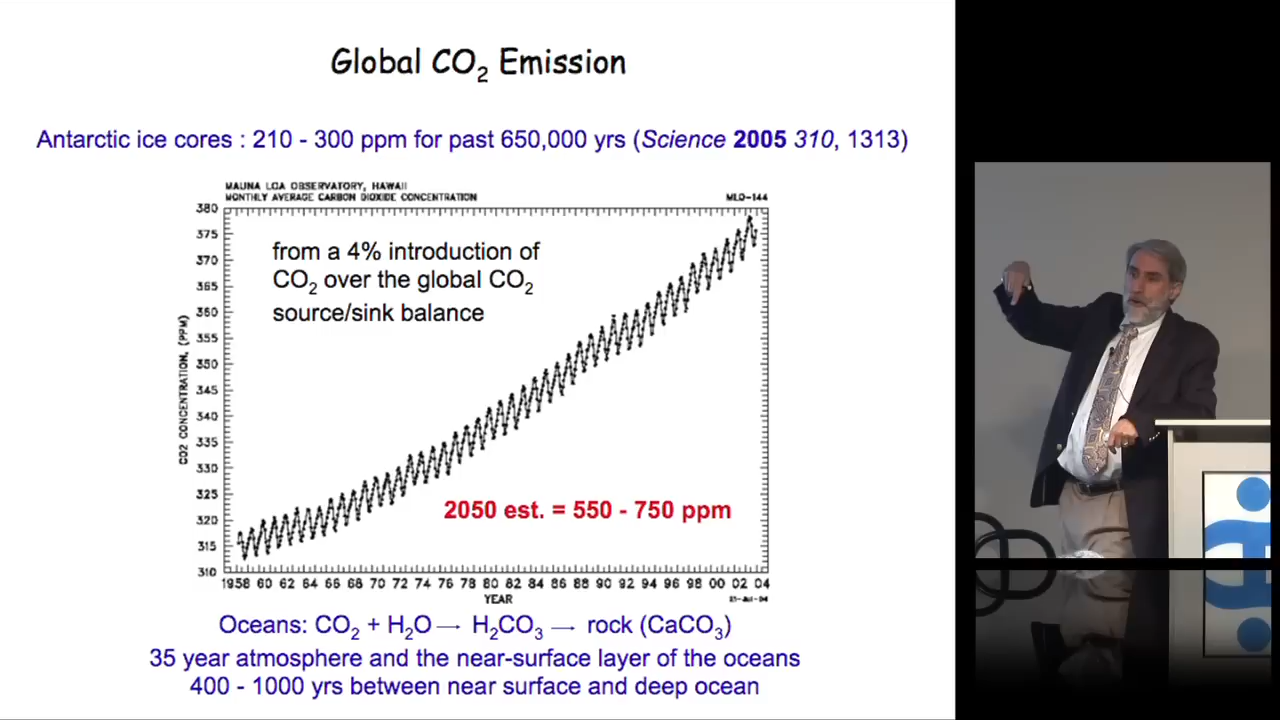 Global CO₂ Emission
Antarctic ice cores : 210 - 300 ppm for past 650,000 yrs (Science 2005 310, 1313)
MAUNA LOA OBSERVATORY, HAWAII
MONTHLY AVERAGE CARBON DIOXIDE CONCENTRATION
MLO-144
380
375
370
365
360
355
350
345
340
335
330
325
320
315
310
CO2 CONCENTRATION, (PPM)
from a 4% introduction of
CO₂ over the global CO₂
source/sink balance
2050 est. = 550 - 750 ppm
1958 60 62 64 66 68 70 72 74 76 78 80 82 84 86 88 90 92 94 96 98 00 02 04
YEAR
Oceans: CO₂ + H₂O → H₂CO₃ → rock (CaCO₃)
35 year atmosphere and the near-surface layer of the oceans
400 - 1000 yrs between near surface and deep ocean